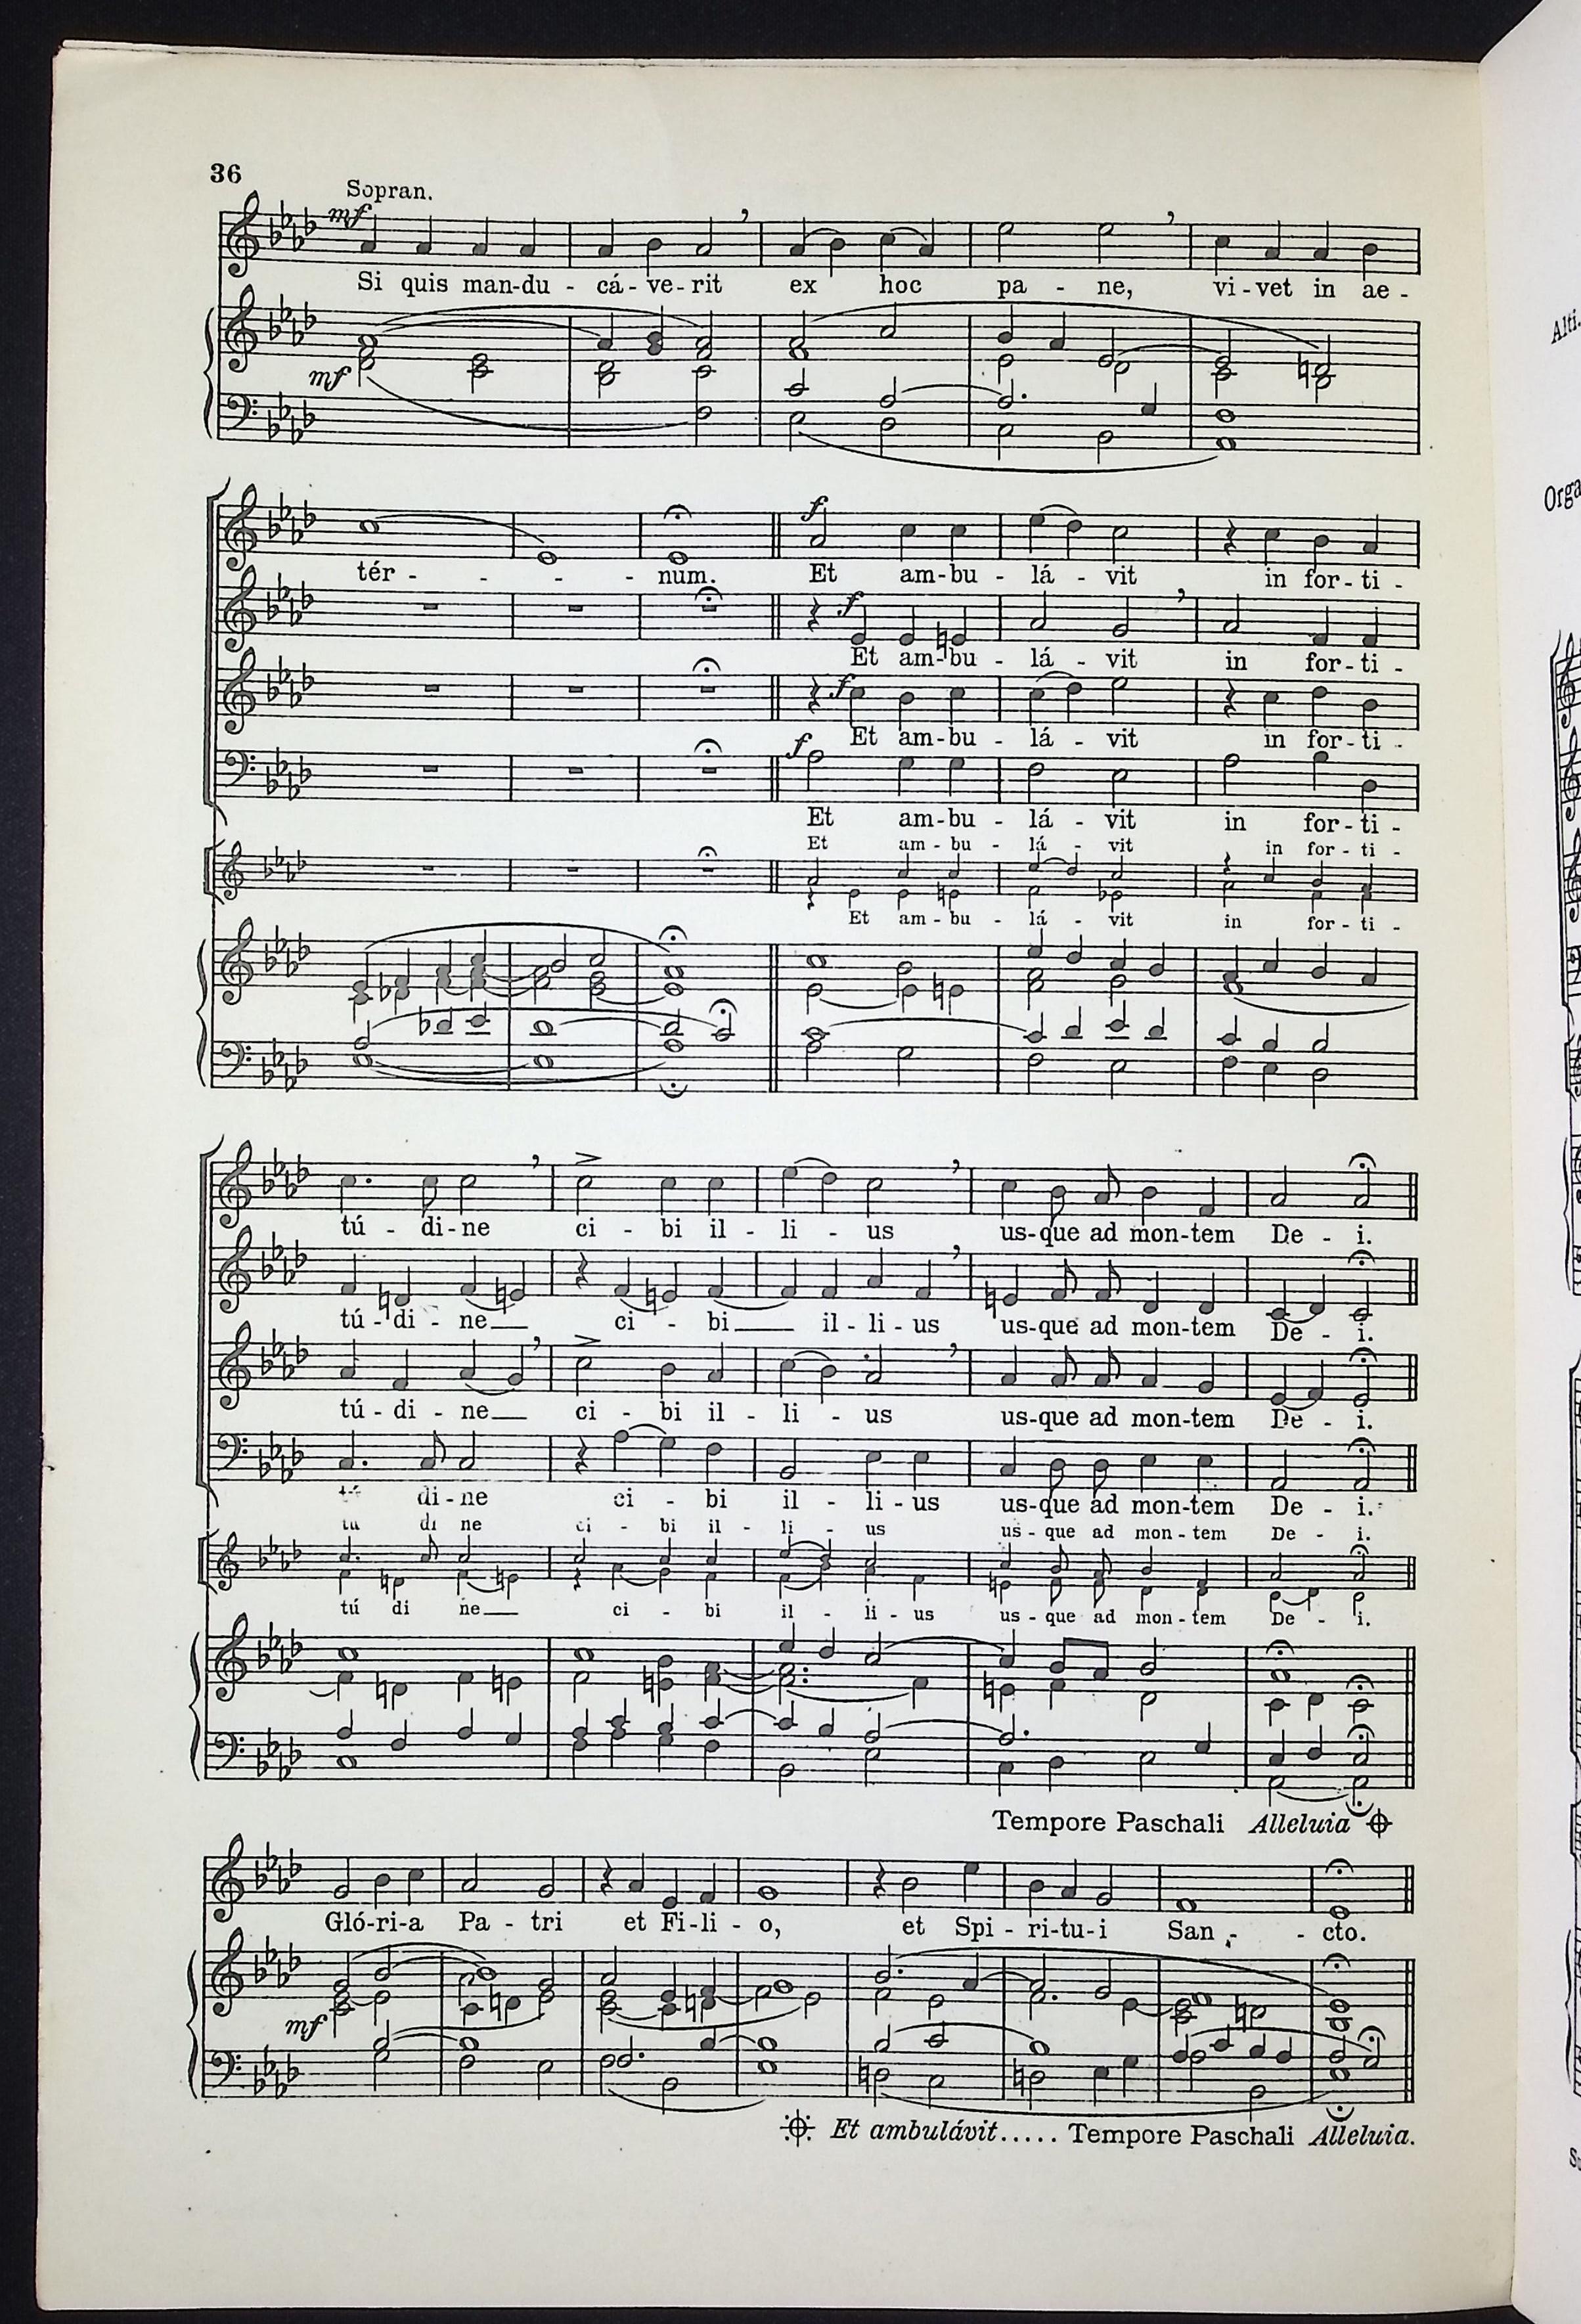 36
Sopran.
mf
Si quis man-du - cá-ve-rit ex hoc pa - ne, vi-vet in ae -
mf
f
tér - - - - num. Et am-bu - lá - vit in for-ti -
f
Et am-bu - lá - vit in for-ti -
f
Et am-bu - lá - vit in for-ti -
f
Et am-bu - lá - vit in for-ti -
Et am - bu - lá - vit in for - ti -
Et am - bu - lá - vit in for - ti -
tú - di-ne ci - bi il - li - us us-que ad mon-tem De - i.
tú-di - ne ci - bi il-li-us us-que ad mon-tem De - i.
tú-di - ne ci - bi il - li - us us-que ad mon-tem De - i.
di-ne ci - bi il - li-us us-que ad mon-tem De - i.
di ne ci - bi il - li - us us - que ad mon - tem De - i.
tú di ne ci - bi il - li - us us - que ad mon - tem De - i.
Tempore Paschali Alleluia
Gló-ri-a Pa - tri et Fi-li - o, et Spi - ri-tu-i San - - cto.
mf
Et ambulávit..... Tempore Paschali Alleluia.
Alti.